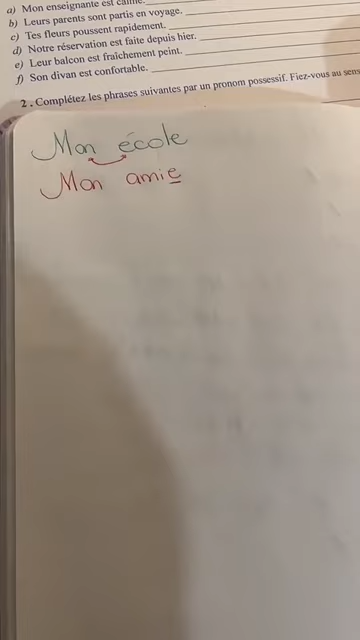 a) Mon enseignante est calme.
b) Leurs parents sont partis en voyage.
c) Tes fleurs poussent rapidement.
d) Notre réservation est faite depuis hier.
e) Leur balcon est fraîchement peint.
f) Son divan est confortable.
2. Complétez les phrases suivantes par un pronom possessif. Fiez-vous au sens
Mon école
Mon amie